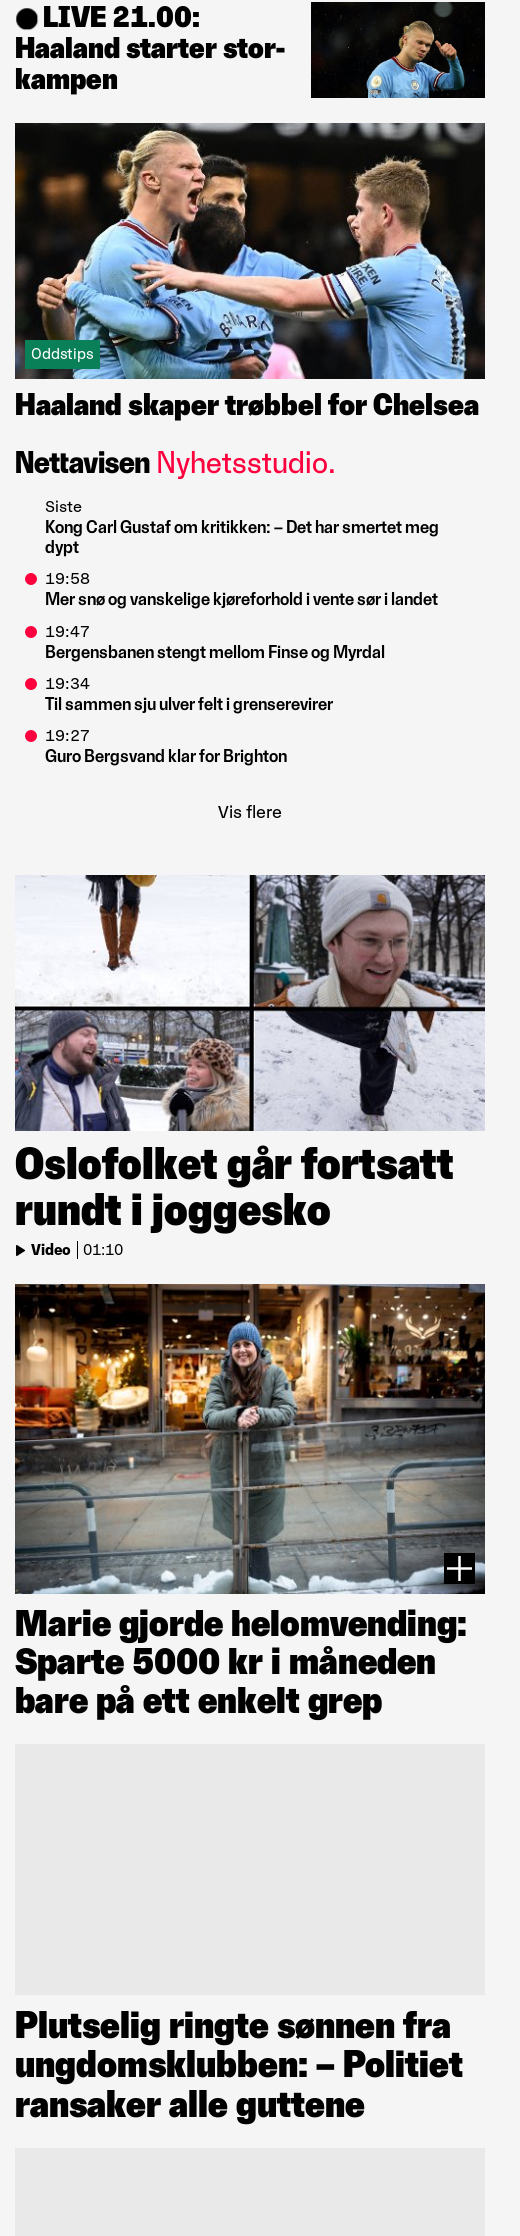 LIVE 21.00:
Haaland starter stor-
kampen
Oddstips
Haaland skaper trøbbel for Chelsea
Nettavisen Nyhetsstudio.
Siste
Kong Carl Gustaf om kritikken: – Det har smertet meg
dypt
19:58
Mer snø og vanskelige kjøreforhold i vente sør i landet
19:47
Bergensbanen stengt mellom Finse og Myrdal
19:34
Til sammen sju ulver felt i grenserevirer
19:27
Guro Bergsvand klar for Brighton
Vis flere
Oslofolket går fortsatt
rundt i joggesko
Video 01:10
Marie gjorde helomvending:
Sparte 5000 kr i måneden
bare på ett enkelt grep
Plutselig ringte sønnen fra
ungdomsklubben: – Politiet
ransaker alle guttene